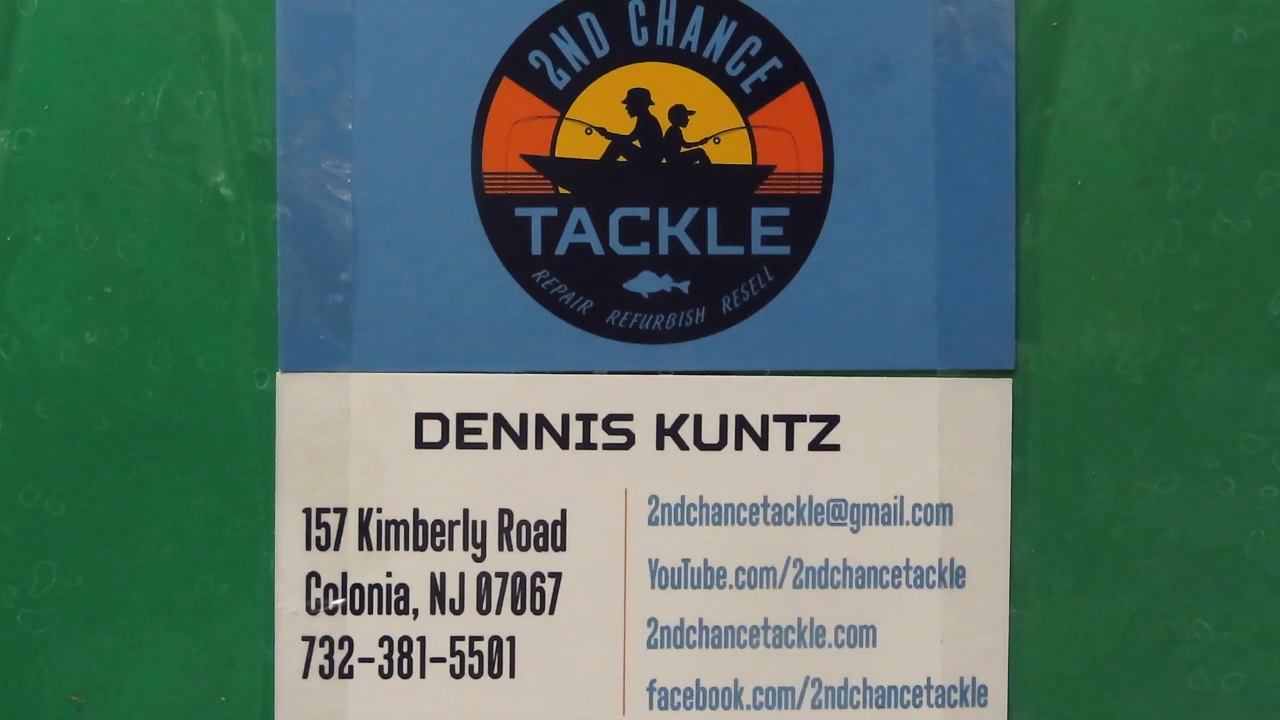 2ND CHANCE
TACKLE
REPAIR REFURBISH RESELL
DENNIS KUNTZ
157 Kimberly Road
Colonia, NJ 07067
732-381-5501
2ndchancetackle@gmail.com
YouTube.com/2ndchancetackle
2ndchancetackle.com
facebook.com/2ndchancetackle